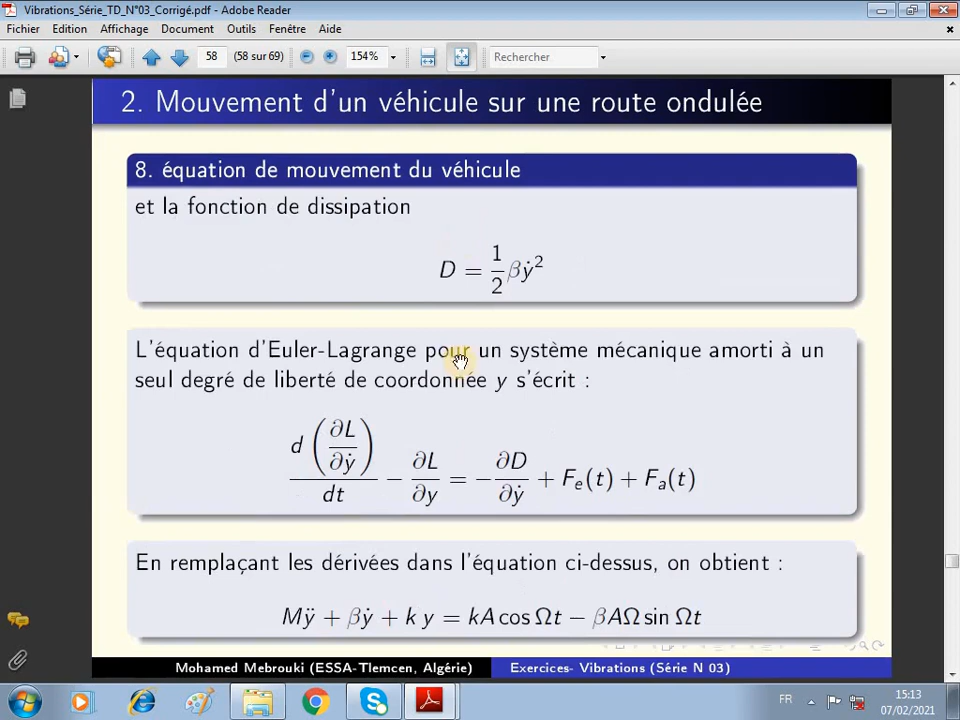 Vibrations_Série_TD_N°03_Corrigé.pdf - Adobe Reader
Fichier Edition Affichage Document Outils Fenêtre Aide
58 (58 sur 69) 154% Rechercher
2. Mouvement d'un véhicule sur une route ondulée
8. équation de mouvement du véhicule
et la fonction de dissipation
D = 1/2 βẏ²
L'équation d'Euler-Lagrange pour un système mécanique amorti à un
seul degré de liberté de coordonnée y s'écrit :
d(∂L/∂ẏ)/dt − ∂L/∂y = −∂D/∂ẏ + Fₑ(t) + Fₐ(t)
En remplaçant les dérivées dans l'équation ci-dessus, on obtient :
Mÿ + βẏ + k y = kA cos Ωt − βAΩ sin Ωt
Mohamed Mebrouki (ESSA-Tlemcen, Algérie) Exercices- Vibrations (Série N 03)
FR 15:13
07/02/2021